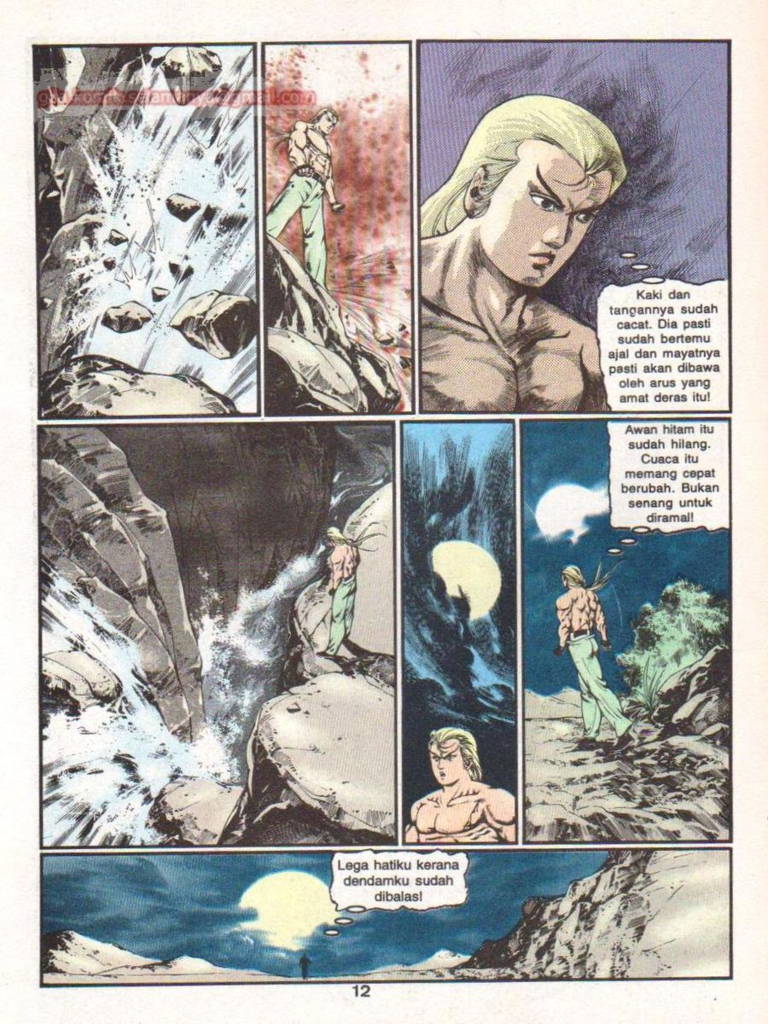 Kaki dan
tangannya sudah
cacat. Dia pasti
sudah bertemu
ajal dan mayatnya
pasti akan dibawa
oleh arus yang
amat deras itu!
Awan hitam itu
sudah hilang.
Cuaca itu
memang cepat
berubah. Bukan
senang untuk
diramal!
Lega hatiku kerana
dendamku sudah
dibalas!
12